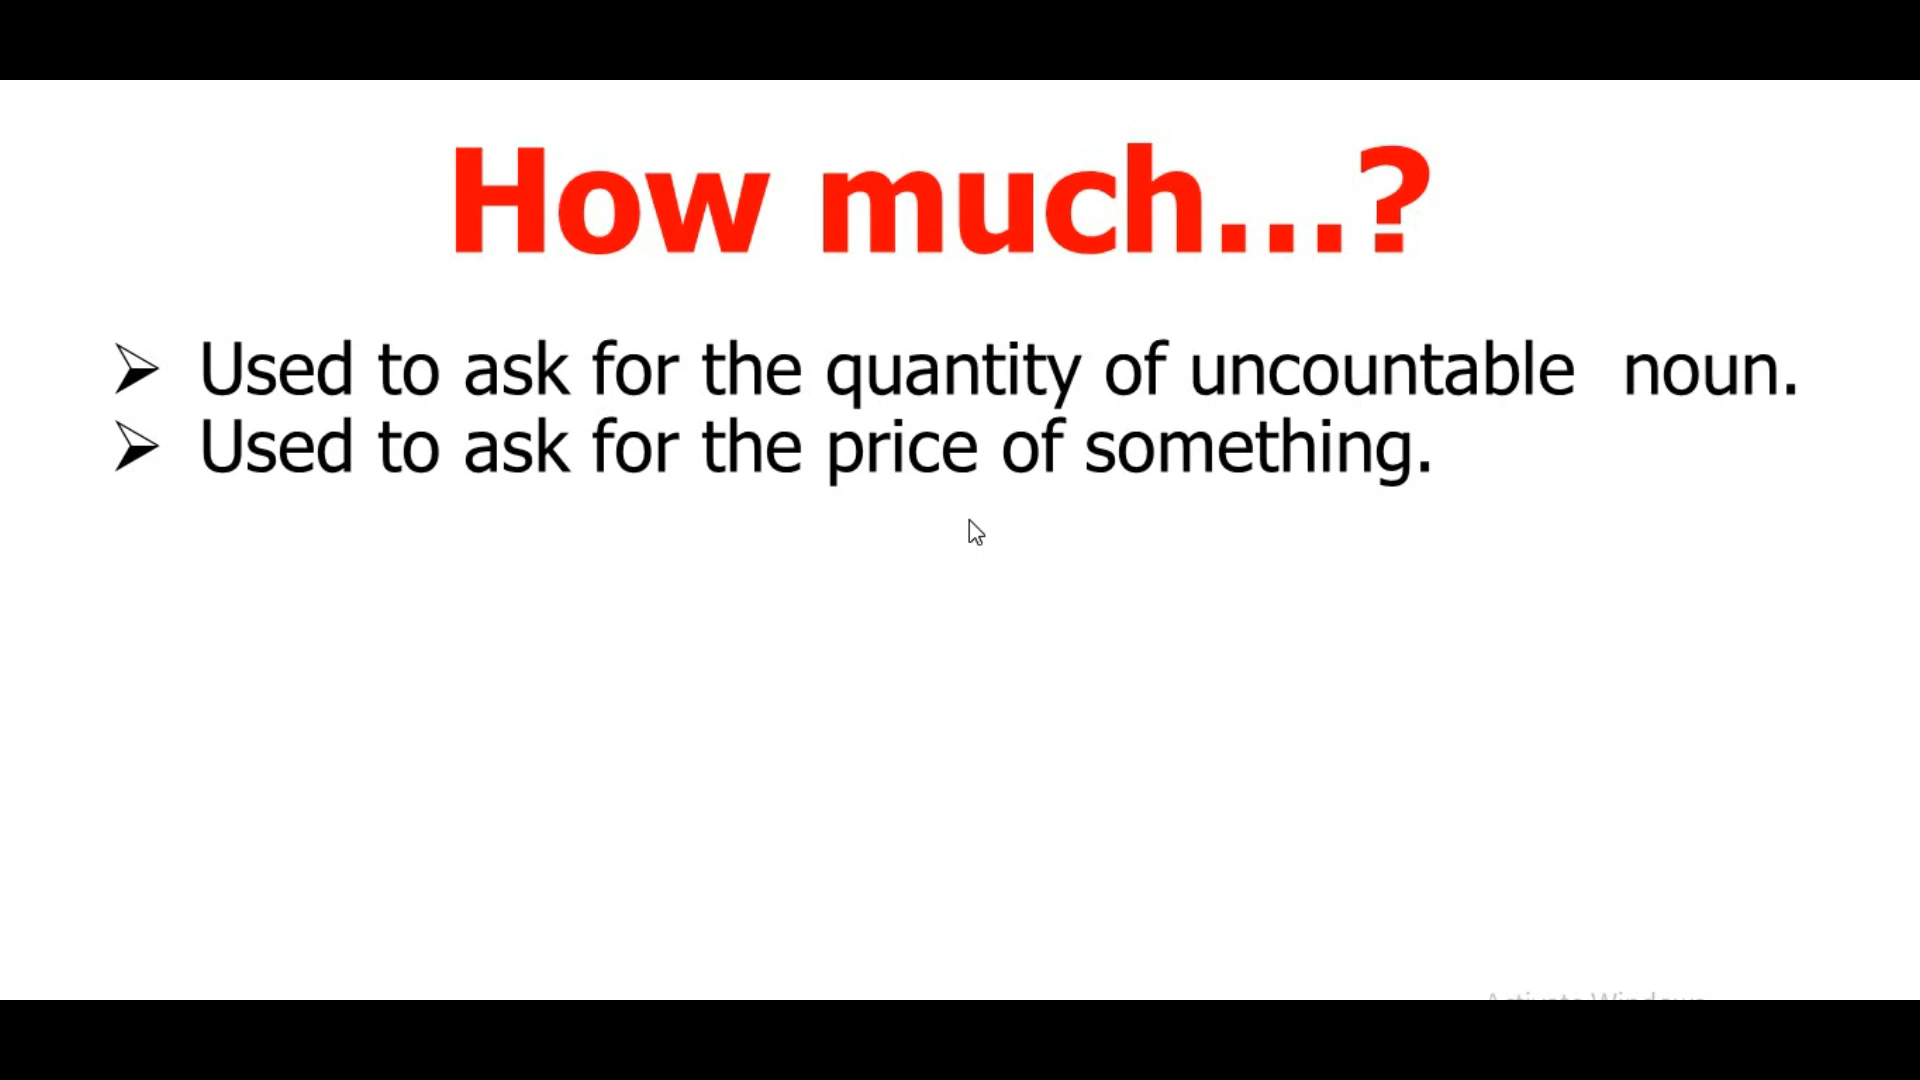 How much...?
Used to ask for the quantity of uncountable noun.
Used to ask for the price of something.